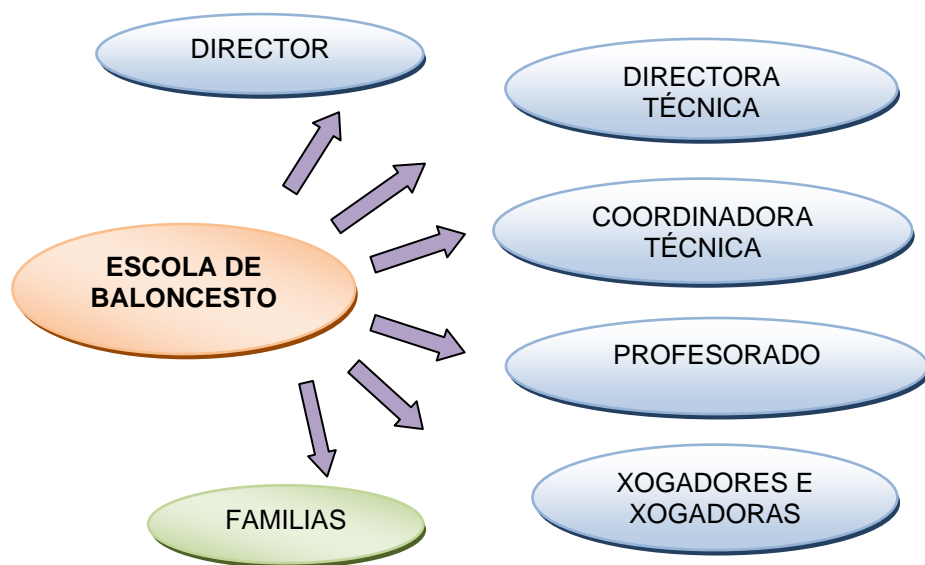 DIRECTOR
DIRECTORA
TÉCNICA
COORDINADORA
TÉCNICA
ESCOLA DE
BALONCESTO
PROFESORADO
XOGADORES E
XOGADORAS
FAMILIAS